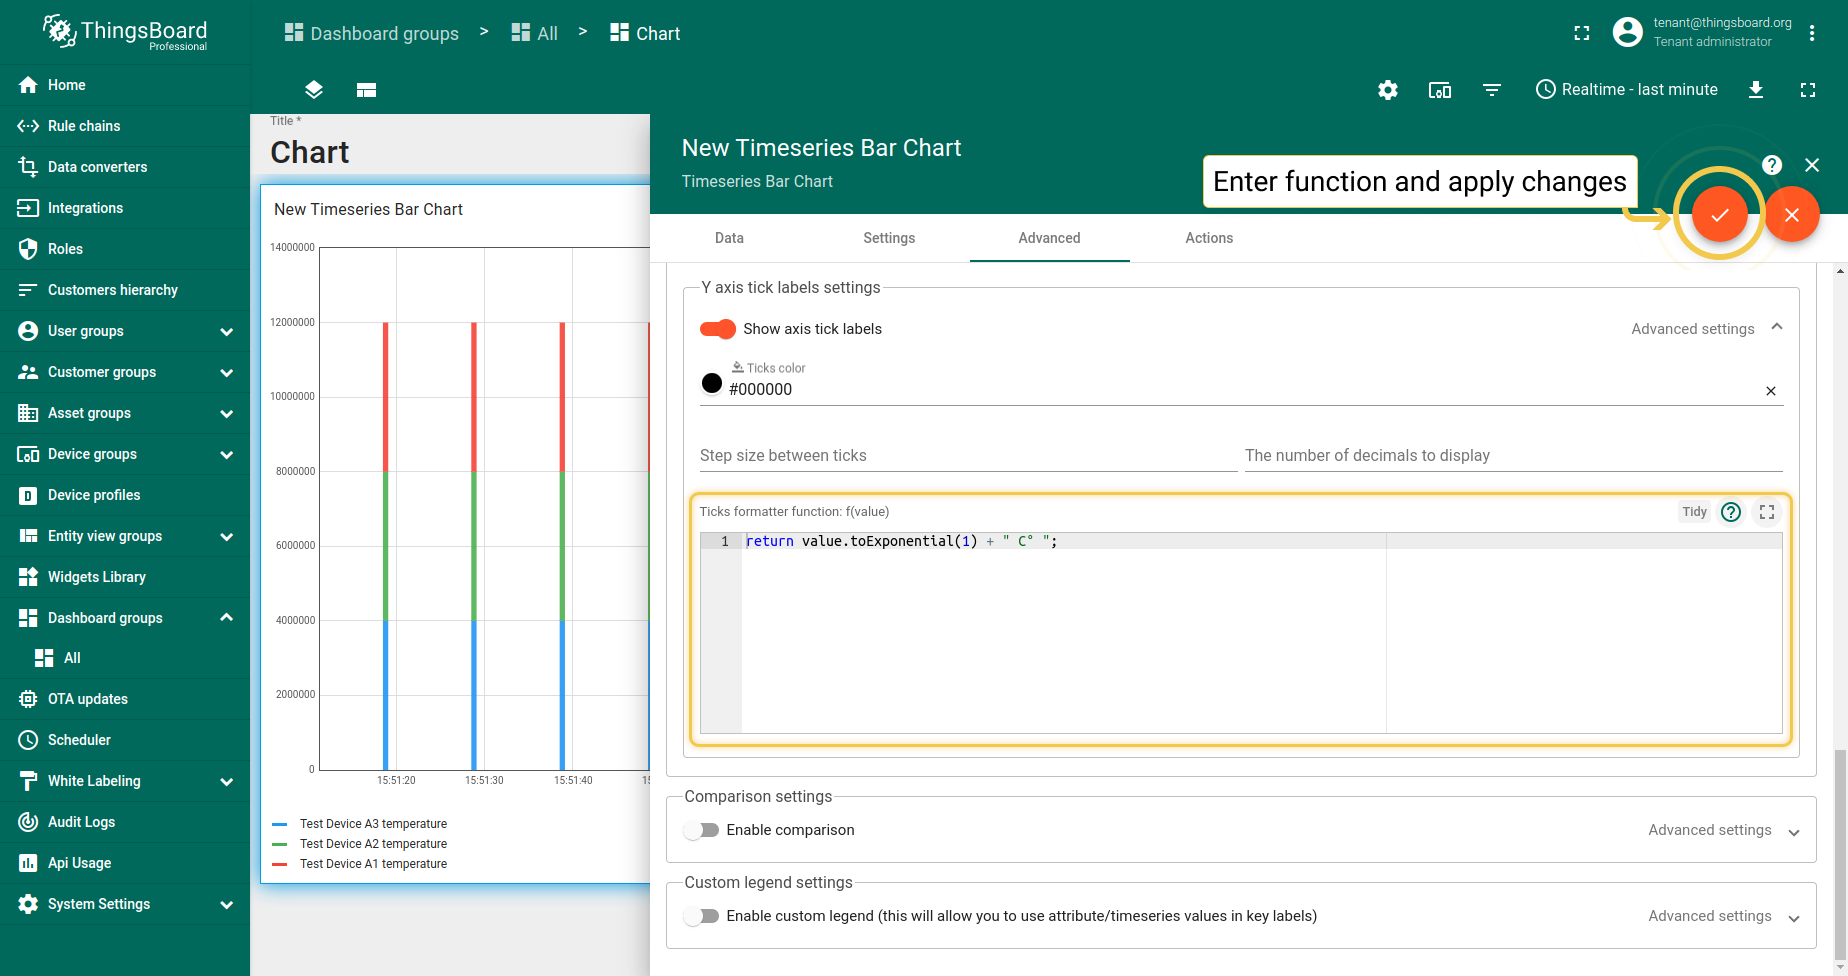 ThingsBoard
Professional
Dashboard groups > All > Chart
tenant@thingsboard.org
Tenant administrator
Realtime - last minute
Home
Rule chains
Data converters
Integrations
Roles
Customers hierarchy
User groups
Customer groups
Asset groups
Device groups
Device profiles
Entity view groups
Widgets Library
Dashboard groups
All
OTA updates
Scheduler
White Labeling
Audit Logs
Api Usage
System Settings
Title *
Chart
New Timeseries Bar Chart
14000000
12000000
10000000
8000000
6000000
4000000
2000000
0
15:51:20 15:51:30 15:51:40
Test Device A3 temperature
Test Device A2 temperature
Test Device A1 temperature
New Timeseries Bar Chart
Timeseries Bar Chart
Enter function and apply changes
Data Settings Advanced Actions
Y axis tick labels settings
Show axis tick labels Advanced settings
Ticks color
#000000
Step size between ticks The number of decimals to display
Ticks formatter function: f(value) Tidy
1 return value.toExponential(1) + " C° ";
Comparison settings
Enable comparison Advanced settings
Custom legend settings
Enable custom legend (this will allow you to use attribute/timeseries values in key labels) Advanced settings